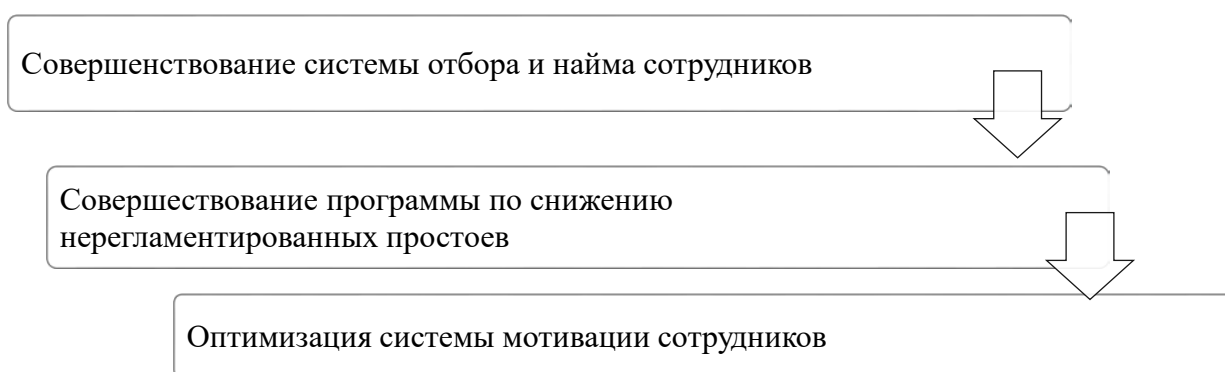 Совершенствование системы отбора и найма сотрудников
Совершествование программы по снижению
нерегламентированных простоев
Оптимизация системы мотивации сотрудников